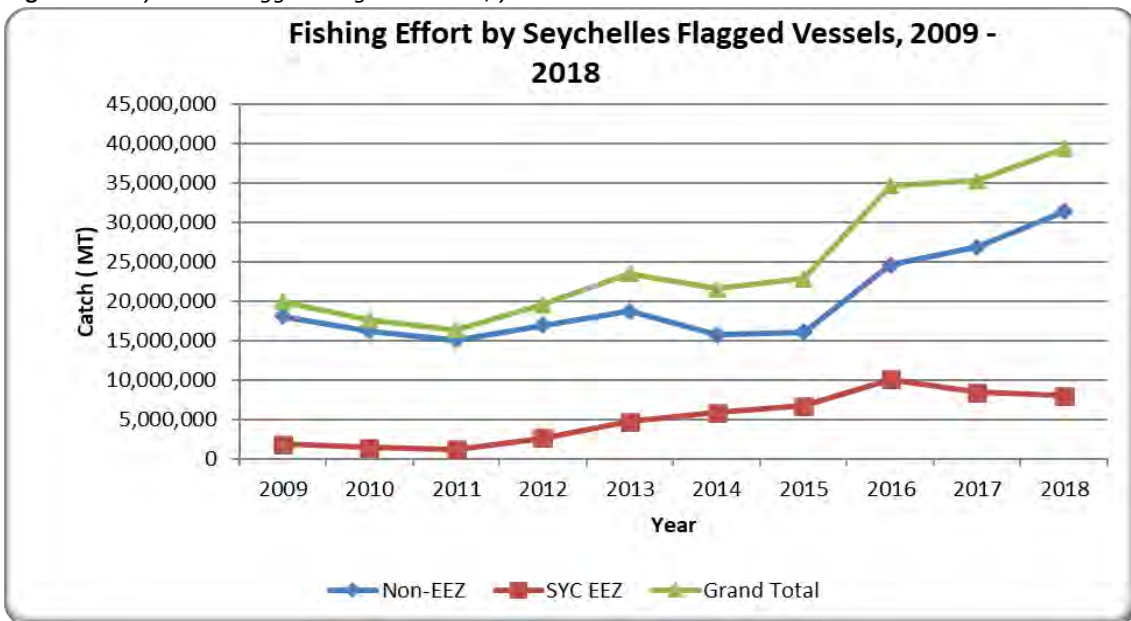 Fishing Effort by Seychelles Flagged Vessels, 2009 -
2018
45,000,000
40,000,000
35,000,000
30,000,000
25,000,000
20,000,000
15,000,000
10,000,000
5,000,000
0
Catch ( MT)
2009 2010 2011 2012 2013 2014 2015 2016 2017 2018
Year
Non-EEZ SYC EEZ Grand Total